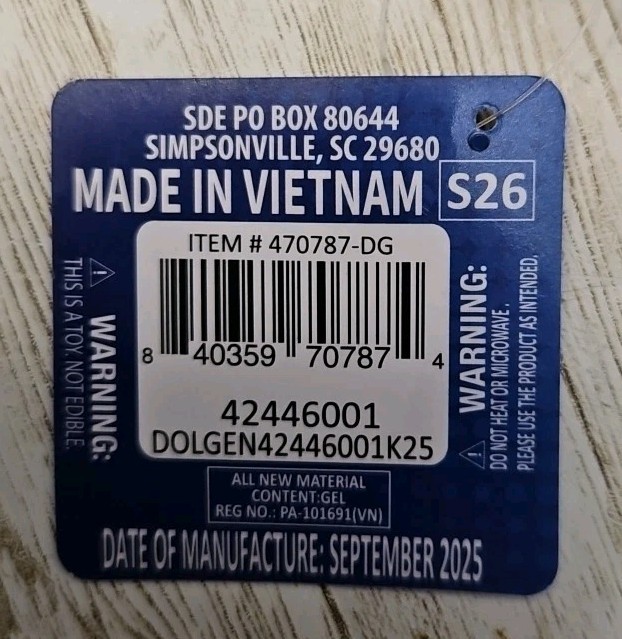 SDE PO BOX 80644
SIMPSONVILLE, SC 29680
MADE IN VIETNAM S26
ITEM # 470787-DG
8 40359 70787 4
42446001
DOLGEN42446001K25
WARNING:
THIS IS A TOY. NOT EDIBLE.
WARNING:
DO NOT HEAT OR MICROWAVE.
PLEASE USE THE PRODUCT AS INTENDED.
ALL NEW MATERIAL
CONTENT:GEL
REG NO.: PA-101691(VN)
DATE OF MANUFACTURE: SEPTEMBER 2025